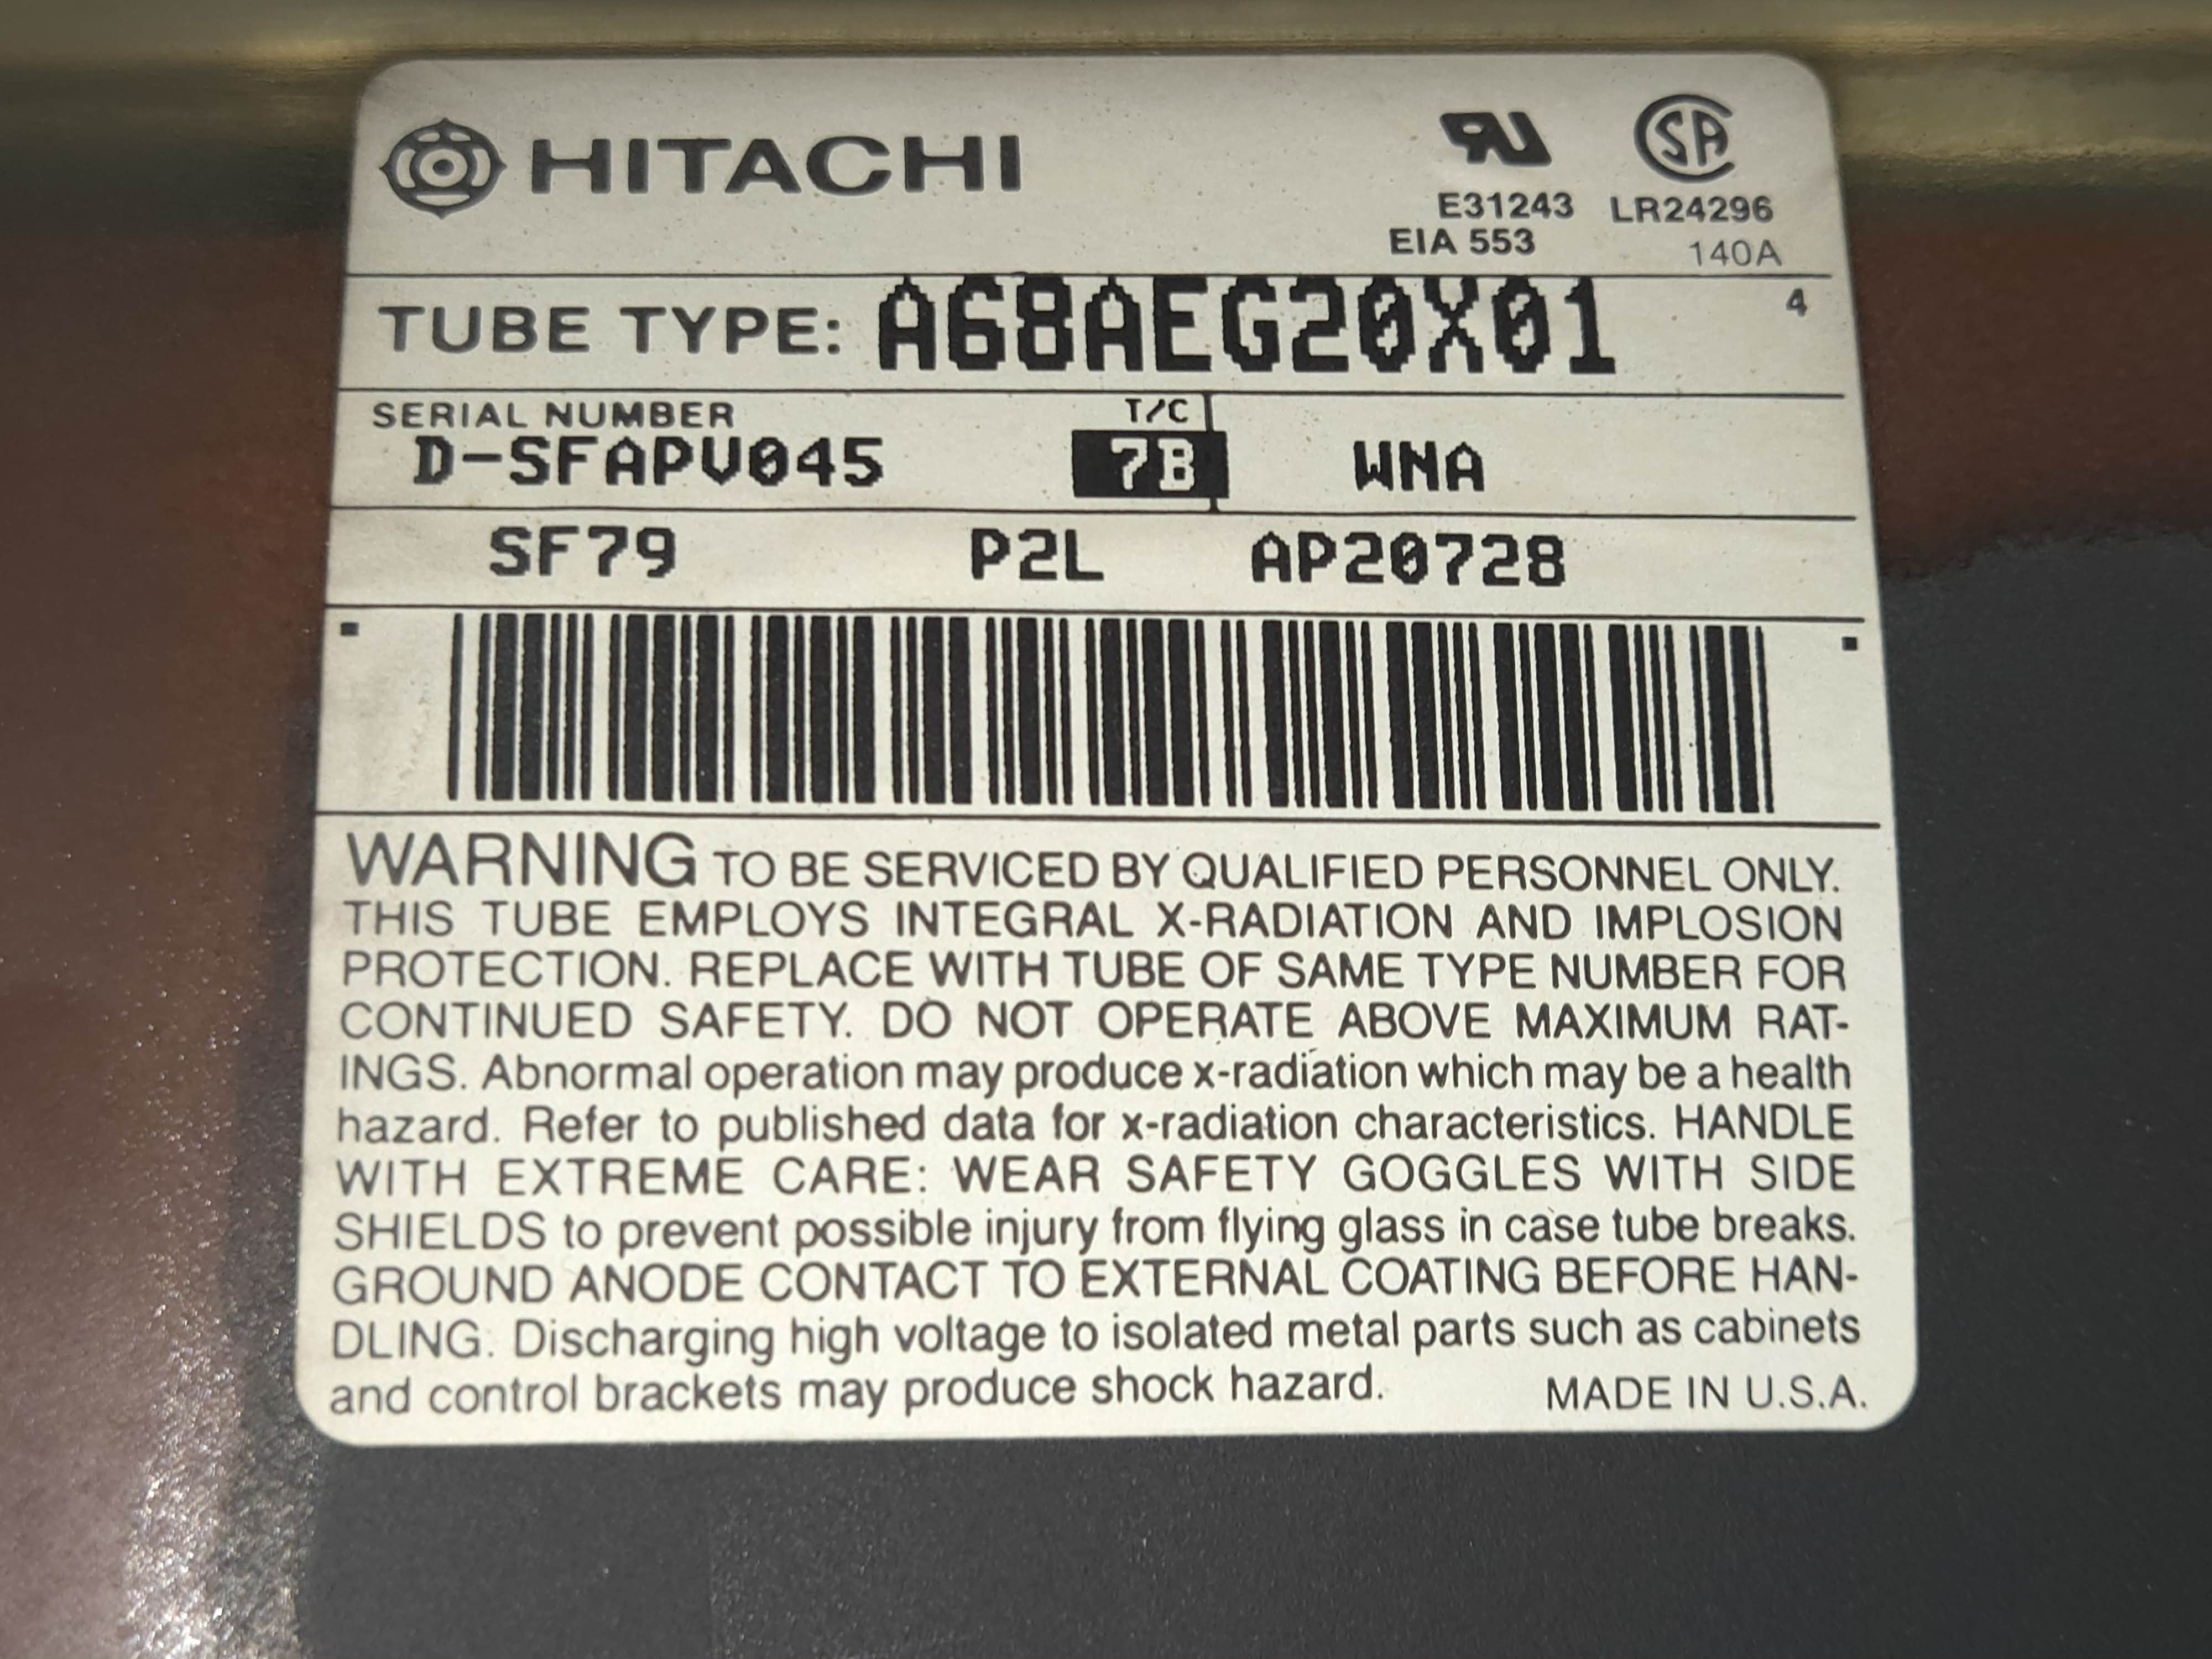 HITACHI
E31243 LR24296
EIA 553 140A
TUBE TYPE: A68AEG20X01 4
SERIAL NUMBER T/C
D-SFAPV045 7B WNA
SF79 P2L AP20728
WARNING TO BE SERVICED BY QUALIFIED PERSONNEL ONLY.
THIS TUBE EMPLOYS INTEGRAL X-RADIATION AND IMPLOSION
PROTECTION. REPLACE WITH TUBE OF SAME TYPE NUMBER FOR
CONTINUED SAFETY. DO NOT OPERATE ABOVE MAXIMUM RAT-
INGS. Abnormal operation may produce x-radiation which may be a health
hazard. Refer to published data for x-radiation characteristics. HANDLE
WITH EXTREME CARE: WEAR SAFETY GOGGLES WITH SIDE
SHIELDS to prevent possible injury from flying glass in case tube breaks.
GROUND ANODE CONTACT TO EXTERNAL COATING BEFORE HAN-
DLING. Discharging high voltage to isolated metal parts such as cabinets
and control brackets may produce shock hazard. MADE IN U.S.A.